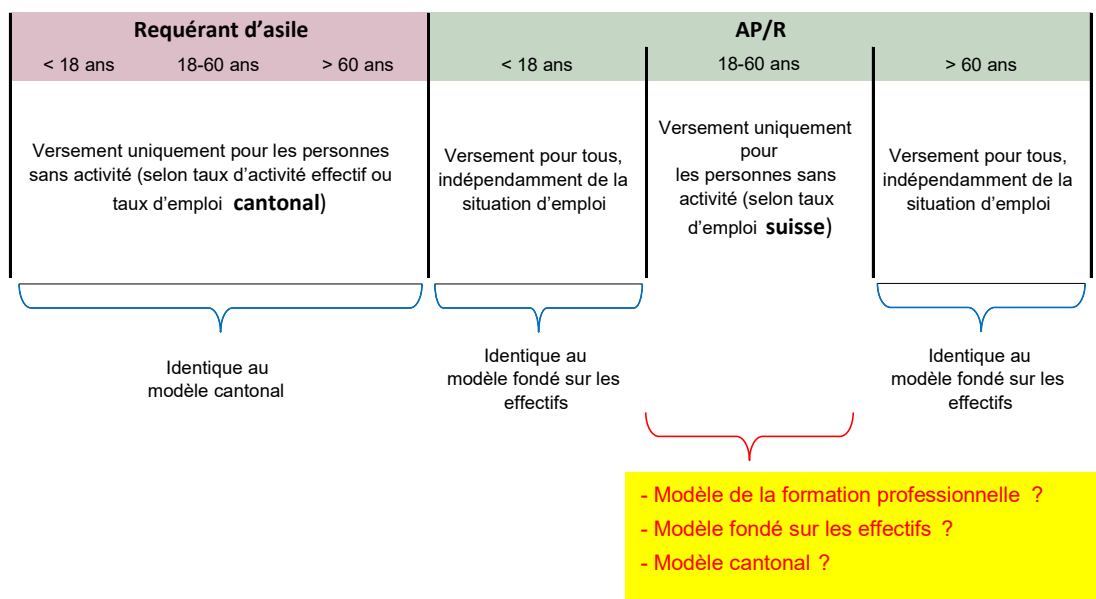 Requérant d’asile
< 18 ans 18-60 ans > 60 ans
AP/R
< 18 ans 18-60 ans > 60 ans
Versement uniquement pour les personnes
sans activité (selon taux d’activité effectif ou
taux d’emploi cantonal)
Versement pour tous,
indépendamment de la
situation d’emploi
Versement uniquement
pour
les personnes sans
activité (selon taux
d’emploi suisse)
Versement pour tous,
indépendamment de la
situation d’emploi
Identique au
modèle cantonal
Identique au
modèle fondé sur les
effectifs
Identique au
modèle fondé sur les
effectifs
- Modèle de la formation professionnelle ?
- Modèle fondé sur les effectifs ?
- Modèle cantonal ?